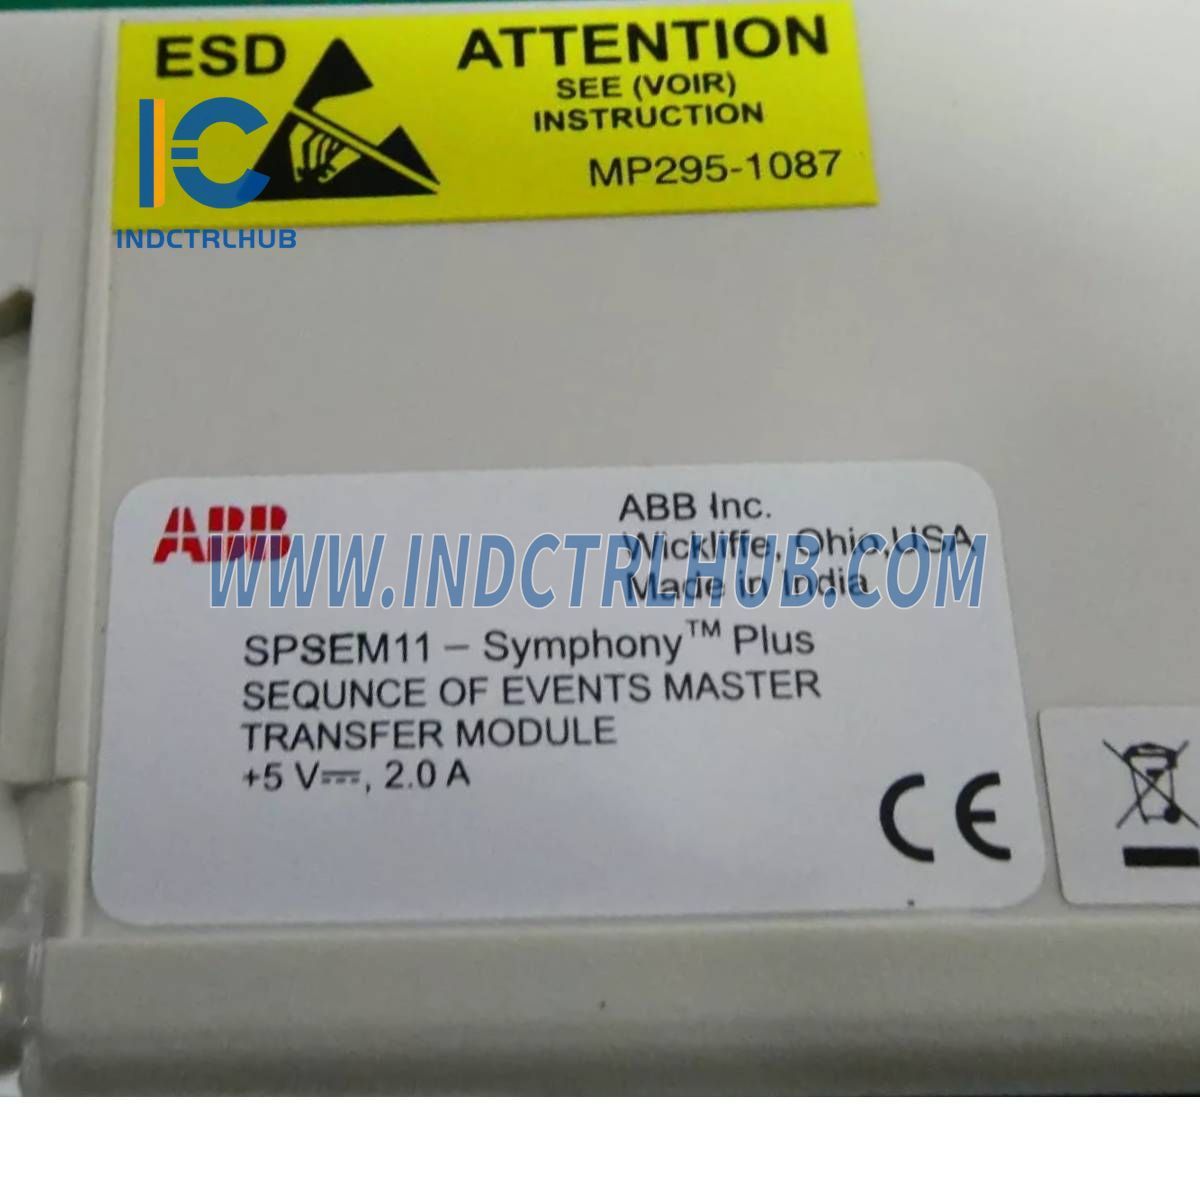 ESD
ATTENTION
SEE (VOIR)
INSTRUCTION
MP295-1087
INDCTRLHUB
ABB
ABB Inc.
Wickliffe, Ohio,USA
Made in India
WWW.INDCTRLHUB.COM
SPSEM11 – Symphony™ Plus
SEQUNCE OF EVENTS MASTER
TRANSFER MODULE
+5 V⎓, 2.0 A
CE